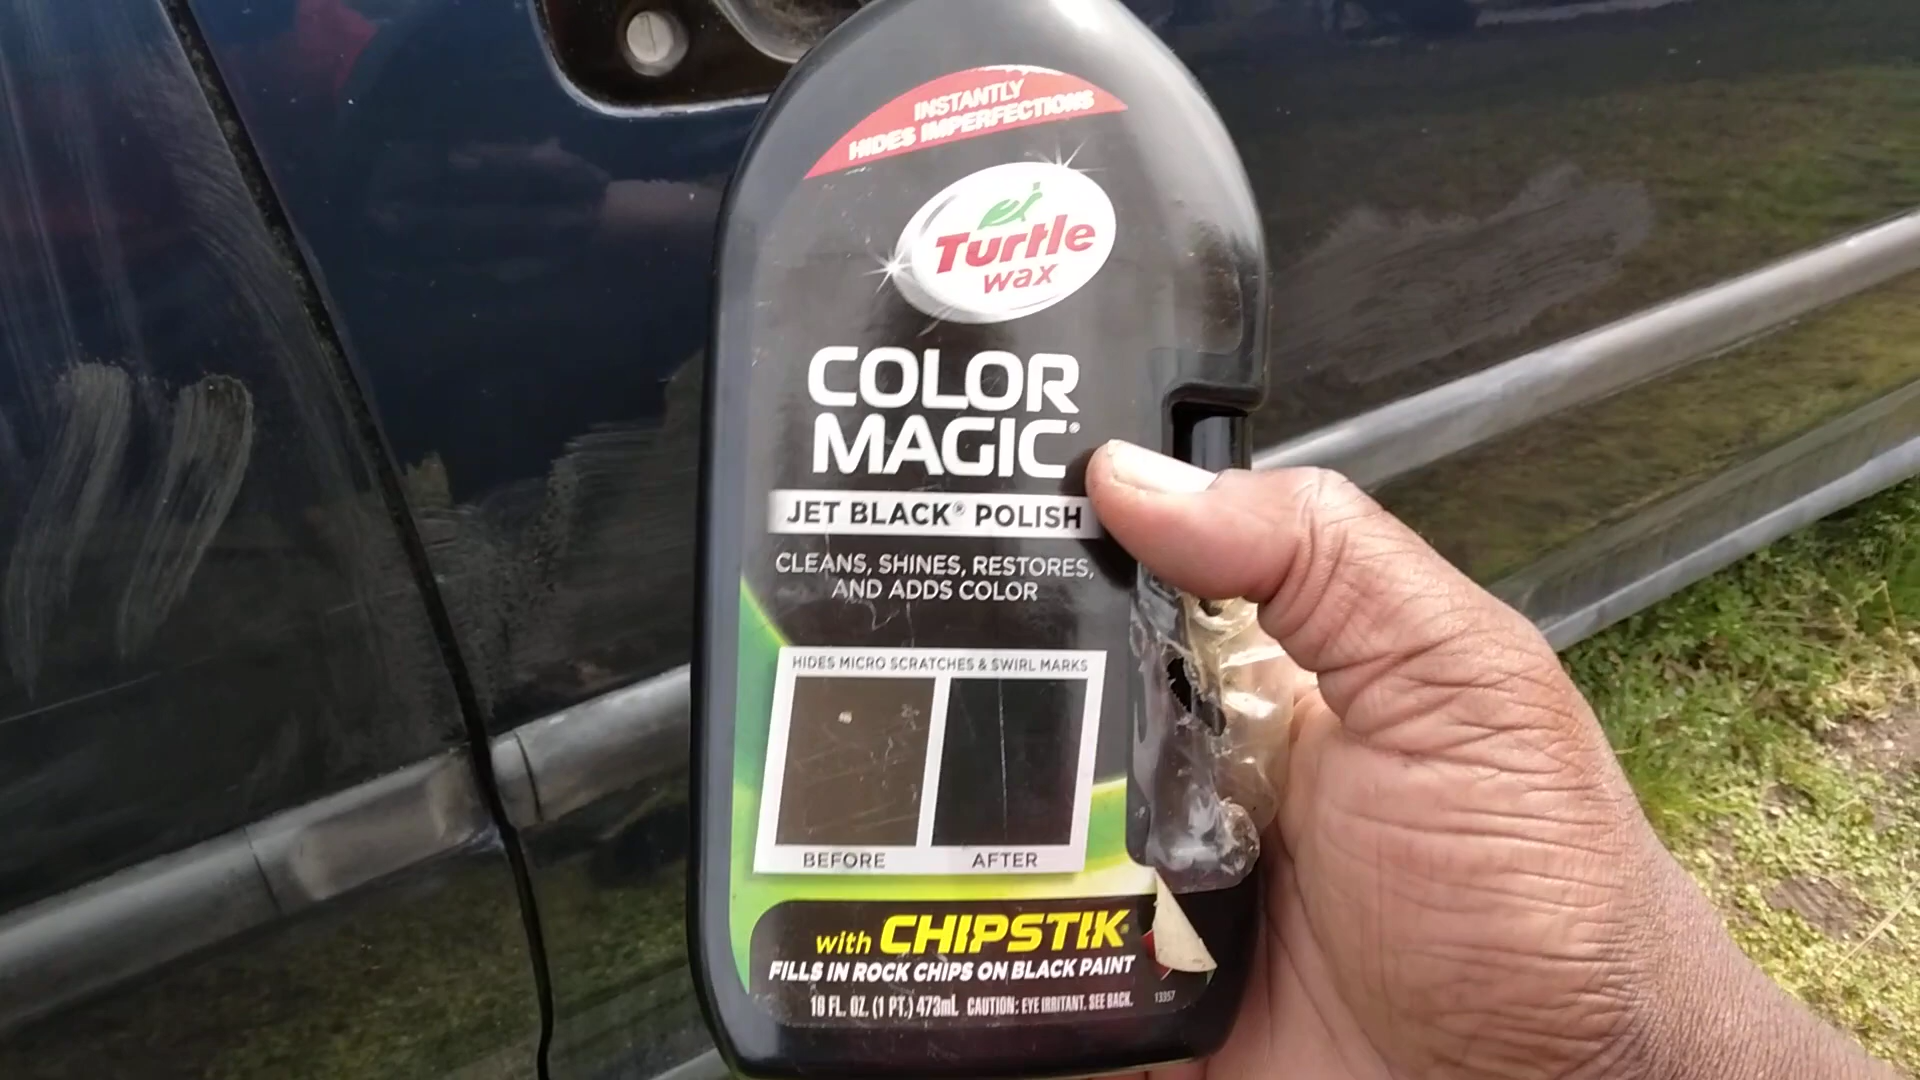 INSTANTLY
HIDES IMPERFECTIONS
Turtle
wax
COLOR
MAGIC®
JET BLACK® POLISH
CLEANS, SHINES, RESTORES,
AND ADDS COLOR
HIDES MICRO SCRATCHES & SWIRL MARKS
BEFORE
AFTER
with CHIPSTIK
FILLS IN ROCK CHIPS ON BLACK PAINT
16 FL. OZ. (1 PT.) 473mL CAUTION: EYE IRRITANT. SEE BACK.
13357